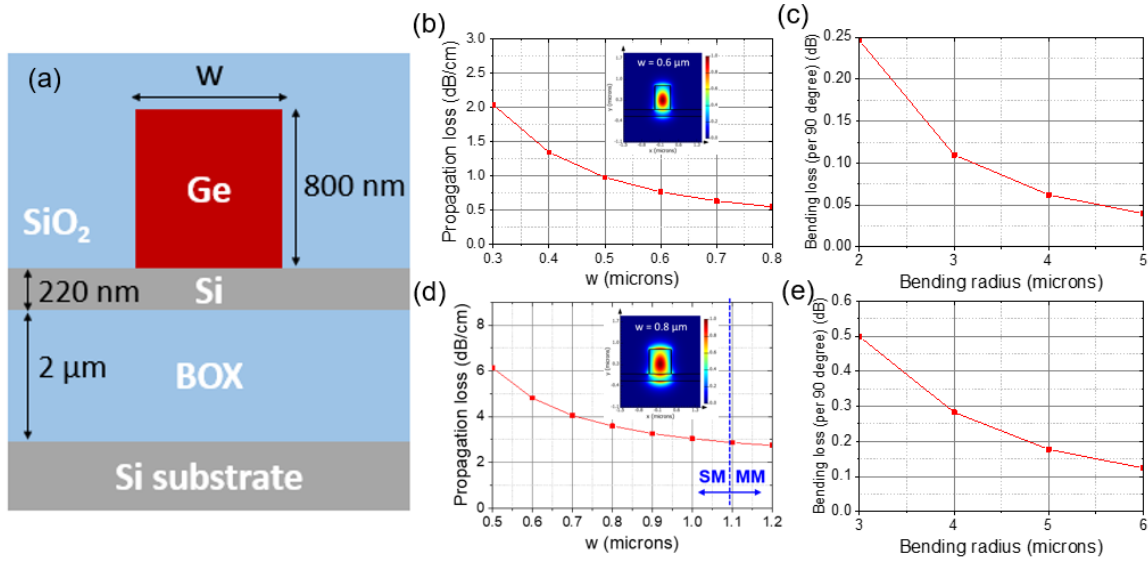 (a)
W
Ge
800 nm
SiO₂
220 nm
Si
2 µm
BOX
Si substrate
(b)
Propagation loss (dB/cm)
3.0
2.5
2.0
1.5
1.0
0.5
0.0
0.3 0.4 0.5 0.6 0.7 0.8
w (microns)
w = 0.6 µm
y (microns)
x (microns)
(c)
Bending loss (per 90 degree) (dB)
0.25
0.20
0.15
0.10
0.05
0.00
2 3 4 5
Bending radius (microns)
(d)
Propagation loss (dB/cm)
8
6
4
2
0
0.5 0.6 0.7 0.8 0.9 1.0 1.1 1.2
w (microns)
w = 0.8 µm
y (microns)
x (microns)
SM MM
(e)
Bending loss (per 90 degree) (dB)
0.6
0.5
0.4
0.3
0.2
0.1
0.0
3 4 5 6
Bending radius (microns)